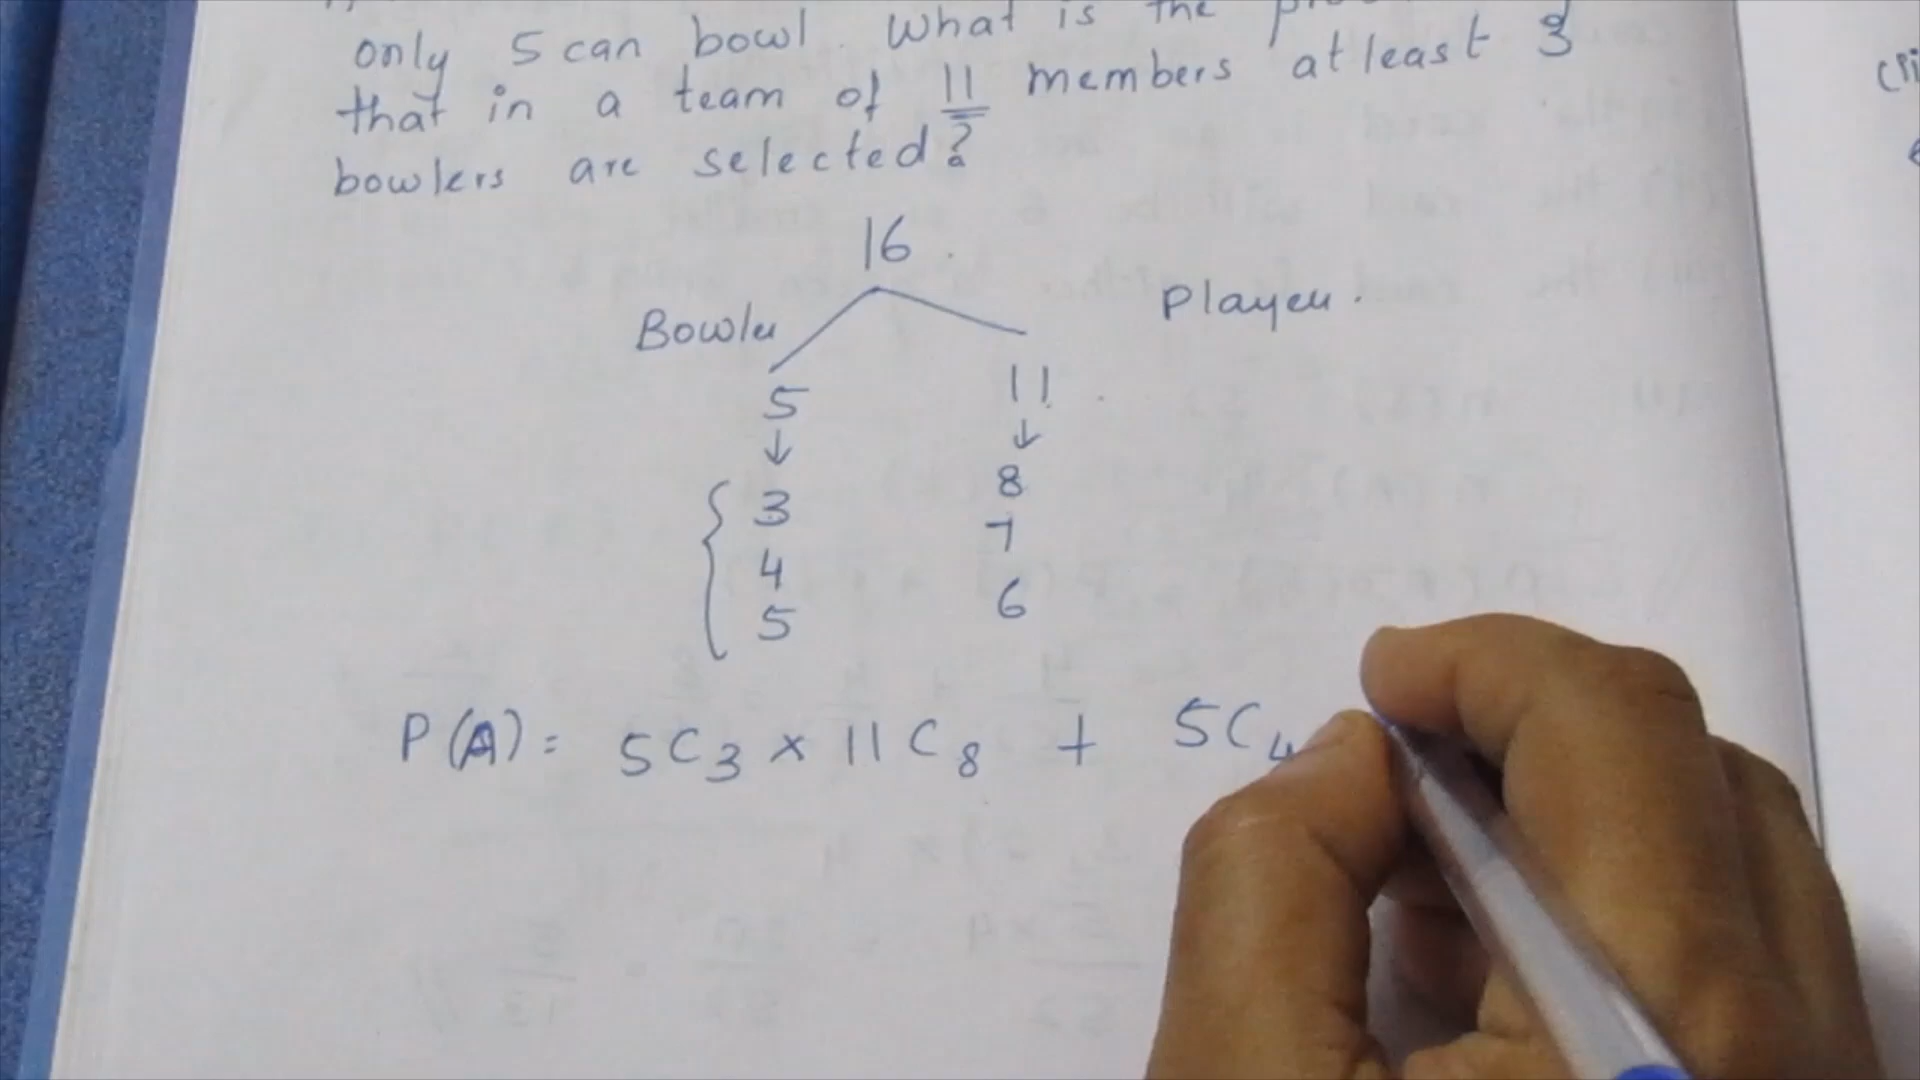 only 5 can bowl. What is the
that in a team of 11 members atleast 3
bowlers are selected?
16
Bowler Player.
5 11
↓ ↓
3 8
4 7
5 6
P(A) = 5C3 × 11C8 + 5C4